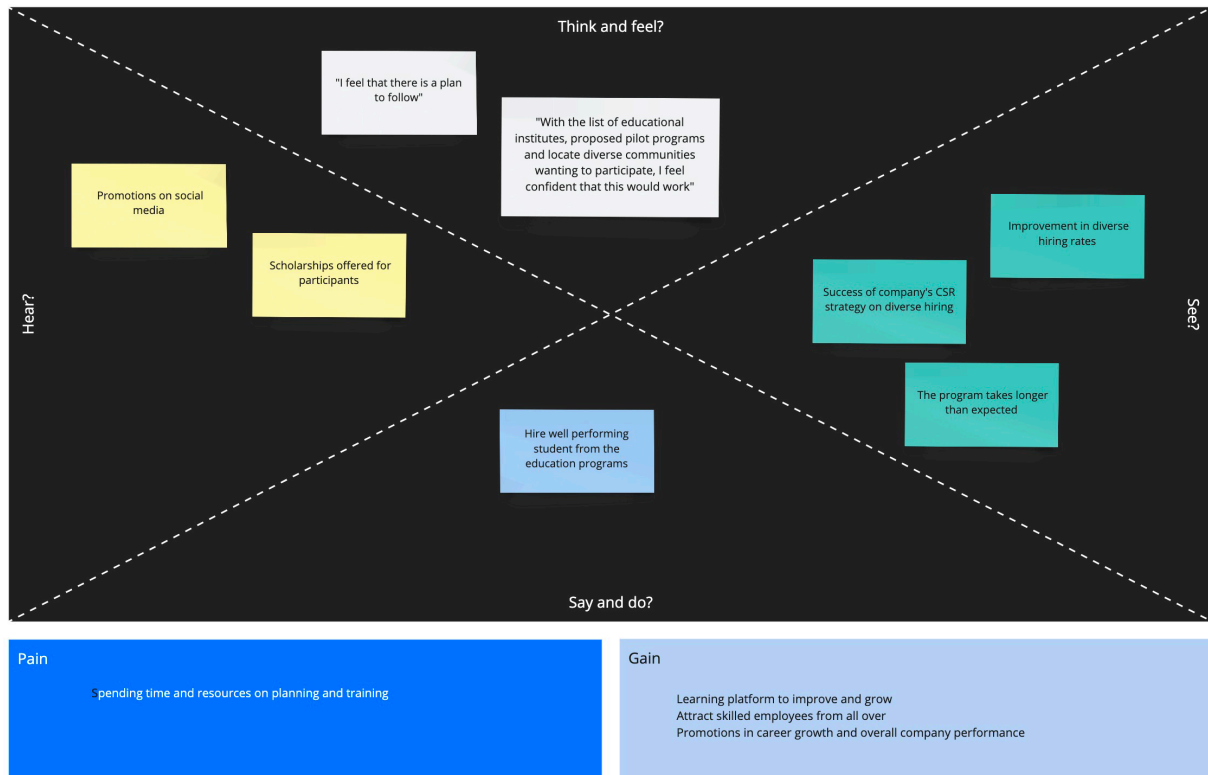 Think and feel?
"I feel that there is a plan
to follow"
"With the list of educational
institutes, proposed pilot programs
and locate diverse communities
wanting to participate, I feel
confident that this would work"
Hear?
Promotions on social
media
Scholarships offered for
participants
Improvement in diverse
hiring rates
Success of company's CSR
strategy on diverse hiring
The program takes longer
than expected
See?
Hire well performing
student from the
education programs
Say and do?
Pain
Spending time and resources on planning and training
Gain
Learning platform to improve and grow
Attract skilled employees from all over
Promotions in career growth and overall company performance